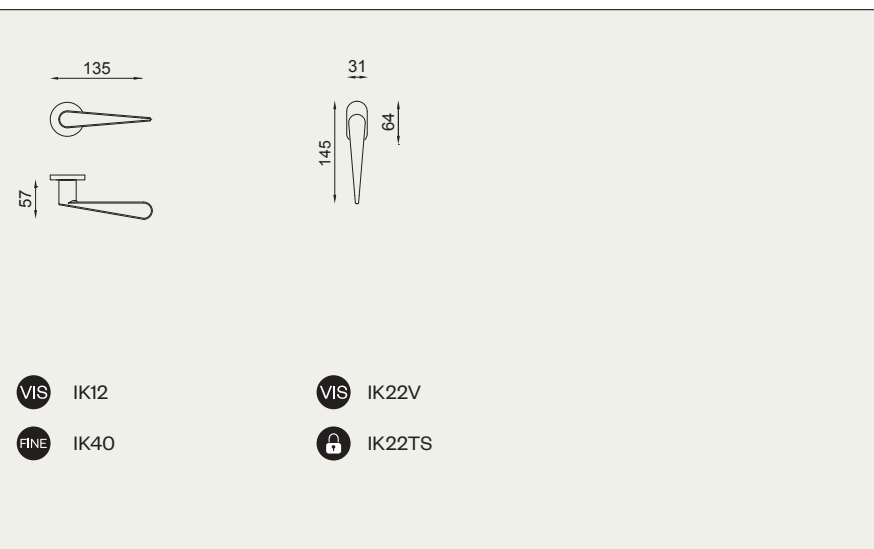 135
57
31
64
145
VIS IK12
FINE IK40
VIS IK22V
IK22TS